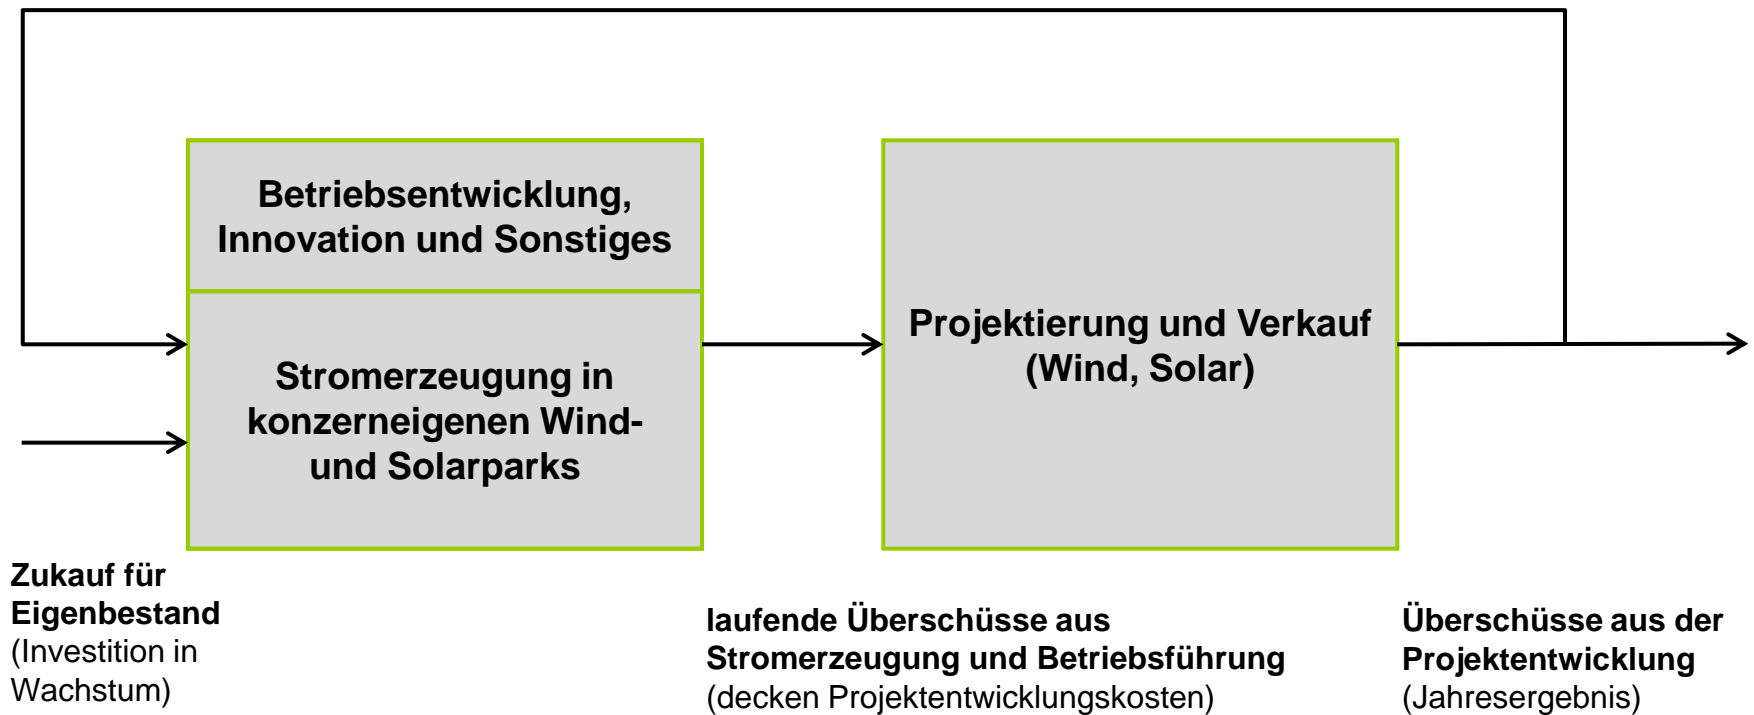 Betriebsentwicklung,
Innovation und Sonstiges
Stromerzeugung in
konzerneigenen Wind-
und Solarparks
Projektierung und Verkauf
(Wind, Solar)
Zukauf für
Eigenbestand
(Investition in
Wachstum)
laufende Überschüsse aus
Stromerzeugung und Betriebsführung
(decken Projektentwicklungskosten)
Überschüsse aus der
Projektentwicklung
(Jahresergebnis)